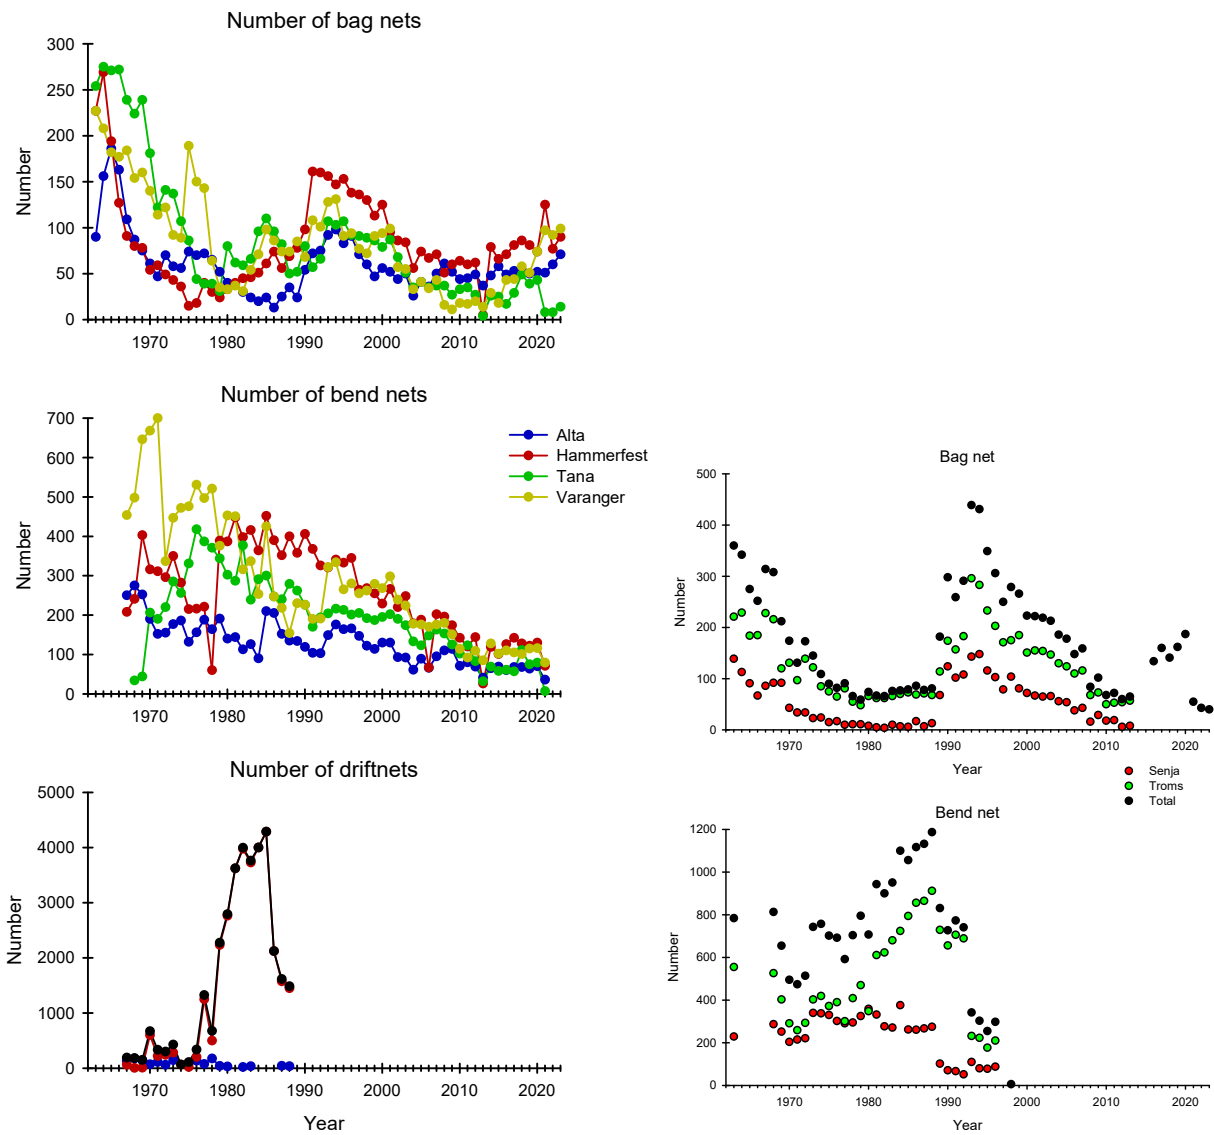 Number of bag nets
300
250
200
150
100
50
0
Number
1970 1980 1990 2000 2010 2020
Number of bend nets
700
600
500
400
300
200
100
0
Number
1970 1980 1990 2000 2010 2020
Alta
Hammerfest
Tana
Varanger
Number of driftnets
5000
4000
3000
2000
1000
0
Number
1970 1980 1990 2000 2010 2020
Year
Bag net
500
400
300
200
100
0
Number
1970 1980 1990 2000 2010 2020
Year
Senja
Troms
Total
Bend net
1200
1000
800
600
400
200
0
Number
1970 1980 1990 2000 2010 2020
Year